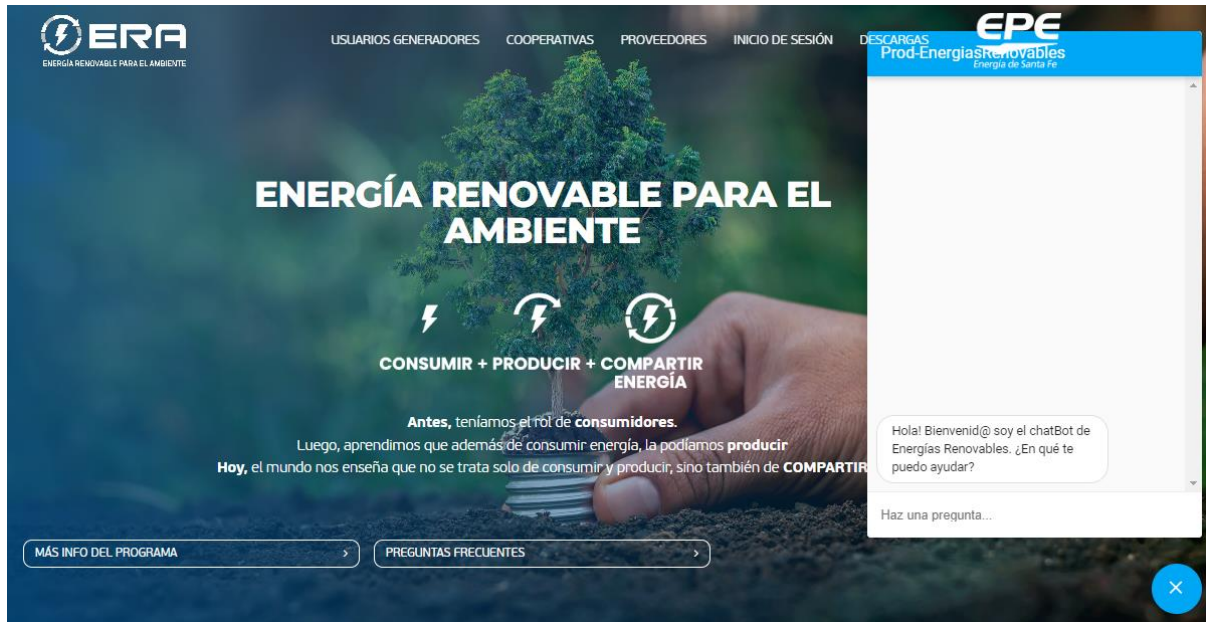 ERA
ENERGÍA RENOVABLE PARA EL AMBIENTE
USUARIOS GENERADORES COOPERATIVAS PROVEEDORES INICIO DE SESIÓN DESCARGAS
EPE
Energía de Santa Fe
Prod-EnergiasRenovables
ENERGÍA RENOVABLE PARA EL
AMBIENTE
CONSUMIR + PRODUCIR + COMPARTIR
ENERGÍA
Antes, teníamos el rol de consumidores.
Luego, aprendimos que además de consumir energía, la podíamos producir
Hoy, el mundo nos enseña que no se trata solo de consumir y producir, sino también de COMPARTIR
Hola! Bienvenid@ soy el chatBot de
Energías Renovables. ¿En qué te
puedo ayudar?
Haz una pregunta...
MÁS INFO DEL PROGRAMA
PREGUNTAS FRECUENTES